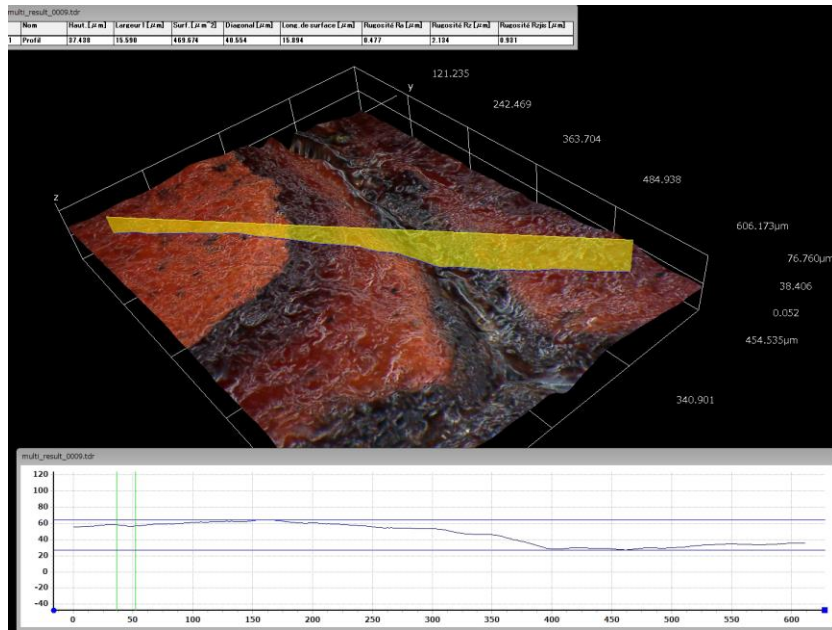 multi_result_0009.tdr
Nom Haut. [μm] Largeur1 [μm] Surf. [μm^2] Diagonal [μm] Long. de surface [μm] Rugosité Ra [μm] Rugosité Rz [μm] Rugosité Rzjis [μm]
1 Profil 37.438 15.590 469.674 40.554 15.894 0.477 2.134 0.931
121.235
y
242.469
363.704
484.938
z
606.173μm
76.760μm
38.406
0.052
454.535μm
340.901
multi_result_0009.tdr
120
100
80
60
40
20
0
-20
-40
0 50 100 150 200 250 300 350 400 450 500 550 600